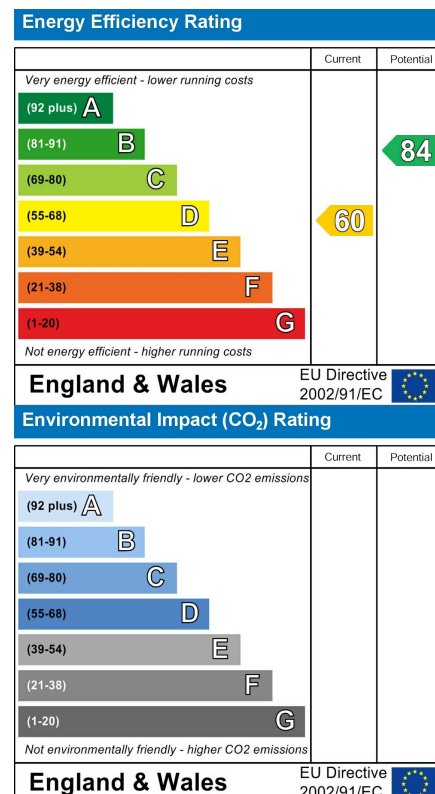 Energy Efficiency Rating
Current Potential
Very energy efficient - lower running costs
(92 plus) A
(81-91) B
84
(69-80) C
(55-68) D
60
(39-54) E
(21-38) F
(1-20) G
Not energy efficient - higher running costs
England & Wales
EU Directive
2002/91/EC
Environmental Impact (CO₂) Rating
Current Potential
Very environmentally friendly - lower CO2 emissions
(92 plus) A
(81-91) B
(69-80) C
(55-68) D
(39-54) E
(21-38) F
(1-20) G
Not environmentally friendly - higher CO2 emissions
England & Wales
EU Directive
2002/91/EC